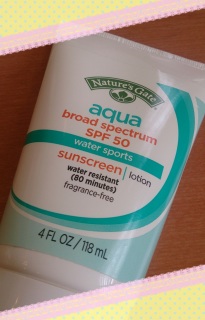 Nature's Gate
aqua
broad spectrum
SPF 50
water sports
sunscreen | lotion
water resistant
(80 minutes)
fragrance-free
4 FL OZ / 118 mL